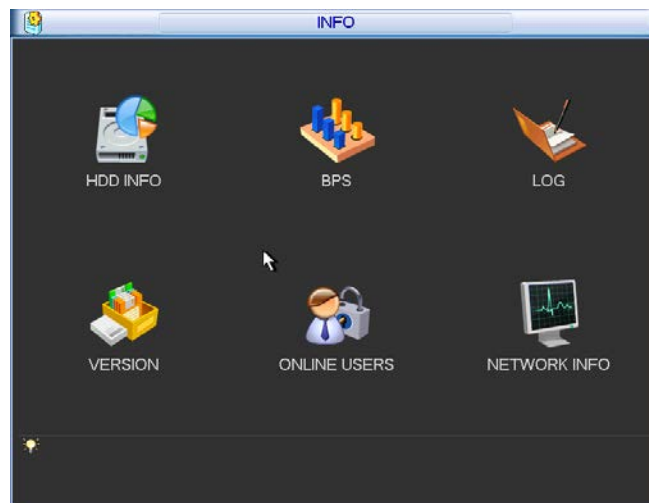 INFO
HDD INFO
BPS
LOG
VERSION
ONLINE USERS
NETWORK INFO